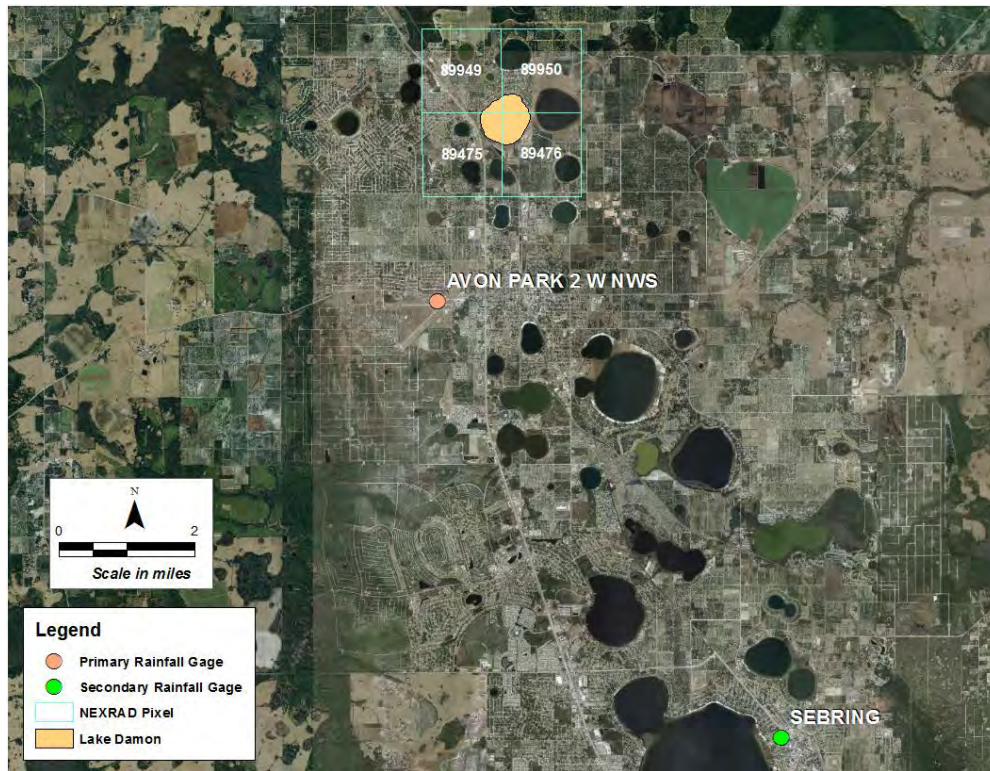 89949 89950
89475 89476
AVON PARK 2 W NWS
N
0 2
Scale in miles
Legend
Primary Rainfall Gage
Secondary Rainfall Gage
NEXRAD Pixel
Lake Damon
SEBRING